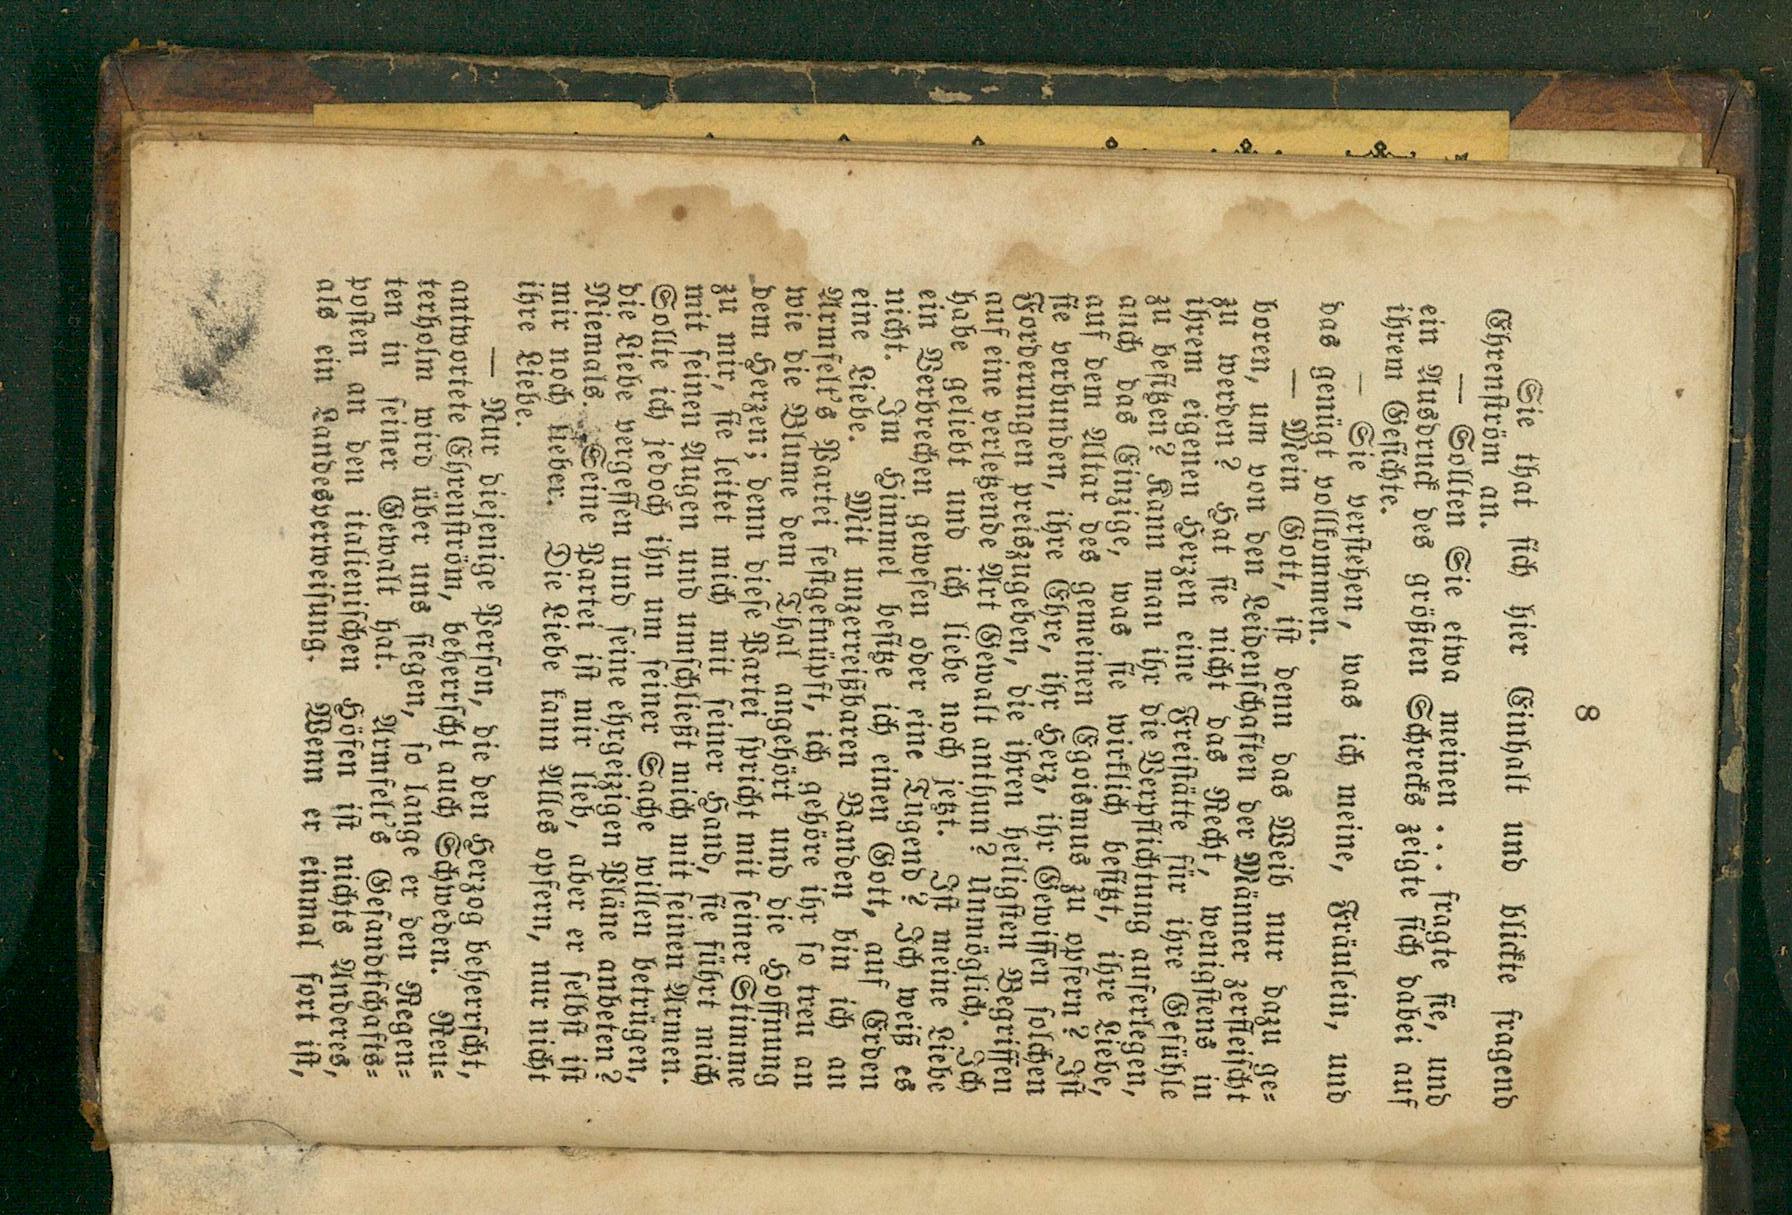 8
Sie that sich hier Einhalt und blickte fragend
Ehrenström an.
— Sollten Sie etwa meinen . . . fragte sie, und
ein Ausdruck des größten Schrecks zeigte sich dabei auf
ihrem Gesichte.
— Sie verstehen, was ich meine, Fräulein, und
das genügt vollkommen.
— Mein Gott, ist denn das Weib nur dazu ge-
boren, um von den Leidenschaften der Männer zerfleischt
zu werden? Hat sie nicht das Recht, wenigstens in
ihrem eigenen Herzen eine Freistätte für ihre Gefühle
zu besitzen? Kann man ihr die Verpflichtung auferlegen,
auch das Einzige, was sie wirklich besitzt, ihre Liebe,
auf dem Altar des gemeinen Egoismus zu opfern? Ist
sie verbunden, ihre Ehre, ihr Herz, ihr Gewissen solchen
Forderungen preiszugeben, die ihren heiligsten Begriffen
auf eine verletzende Art Gewalt anthun? Unmöglich. Ich
habe geliebt und ich liebe noch jetzt. Ist meine Liebe
ein Verbrechen gewesen oder eine Tugend? Ich weiß es
nicht. Im Himmel besitze ich einen Gott, auf Erden
eine Liebe. Mit unzerreißbaren Banden bin ich an
Armfelt's Partei festgeknüpft, ich gehöre ihr so treu an
wie die Blume dem Thal angehört und die Hoffnung
dem Herzen; denn diese Partei spricht mit seiner Stimme
zu mir, sie leitet mich mit seiner Hand, sie führt mich
mit seinen Augen und umschließt mich mit seinen Armen.
Sollte ich jedoch ihn um seiner Sache willen betrügen,
die Liebe vergessen und seine ehrgeizigen Pläne anbeten?
Niemals. Seine Partei ist mir lieb, aber er selbst ist
mir noch lieber. Die Liebe kann Alles opfern, nur nicht
ihre Liebe.
— Nur diejenige Person, die den Herzog beherrscht,
antwortete Ehrenström, beherrscht auch Schweden. Reu-
terholm wird über uns siegen, so lange er den Regen-
ten in seiner Gewalt hat. Armfelt's Gesandtschafts-
posten an den italienischen Höfen ist nichts Anderes,
als ein Landesverweisung. Wenn er einmal fort ist,